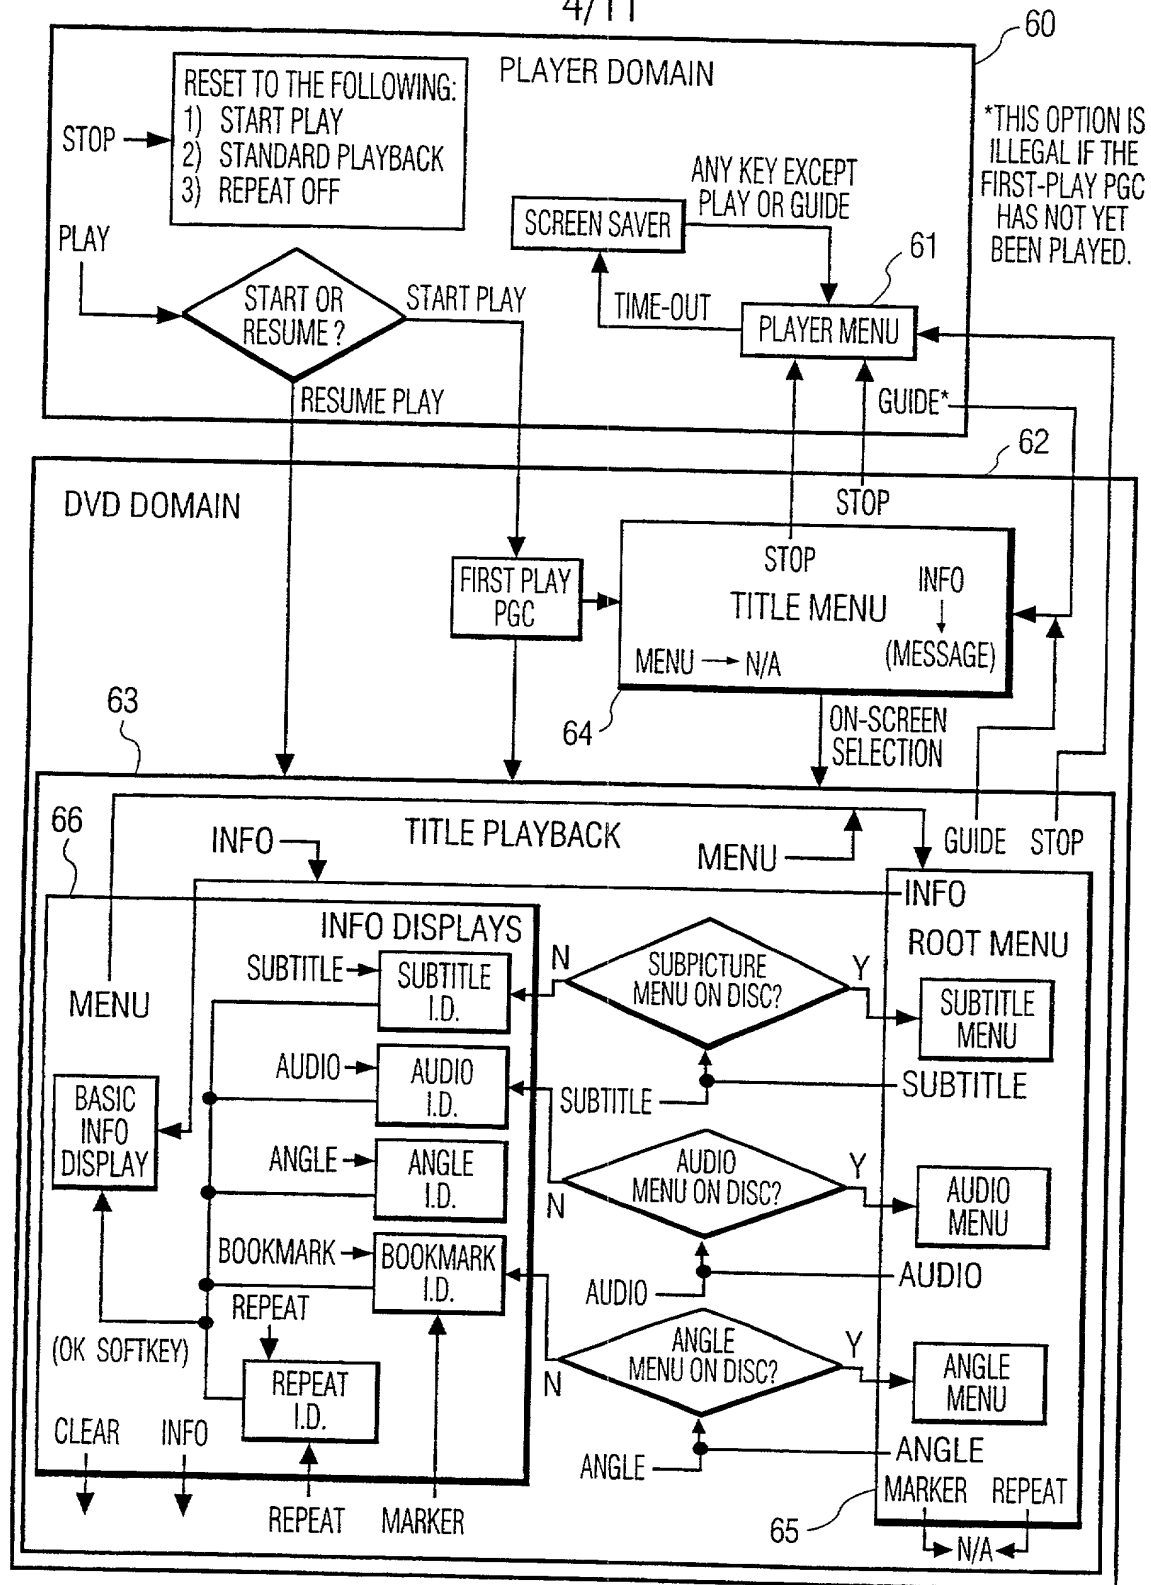 4/11
60
PLAYER DOMAIN
RESET TO THE FOLLOWING:
1) START PLAY
2) STANDARD PLAYBACK
3) REPEAT OFF
STOP
*THIS OPTION IS
ILLEGAL IF THE
FIRST-PLAY PGC
HAS NOT YET
BEEN PLAYED.
ANY KEY EXCEPT
PLAY OR GUIDE
SCREEN SAVER
PLAY
61
START OR
RESUME ?
START PLAY
TIME-OUT
PLAYER MENU
RESUME PLAY
GUIDE*
62
DVD DOMAIN
STOP
STOP
FIRST PLAY
PGC
INFO
TITLE MENU
(MESSAGE)
MENU
N/A
63
64
ON-SCREEN
SELECTION
66
TITLE PLAYBACK
INFO
MENU
GUIDE
STOP
INFO
INFO DISPLAYS
ROOT MENU
SUBTITLE
SUBTITLE
I.D.
N
SUBPICTURE
MENU ON DISC?
Y
SUBTITLE
MENU
MENU
AUDIO
AUDIO
I.D.
SUBTITLE
SUBTITLE
BASIC
INFO
DISPLAY
ANGLE
ANGLE
I.D.
N
AUDIO
MENU ON DISC?
Y
AUDIO
MENU
BOOKMARK
BOOKMARK
I.D.
AUDIO
AUDIO
REPEAT
(OK SOFTKEY)
REPEAT
I.D.
N
ANGLE
MENU ON DISC?
Y
ANGLE
MENU
CLEAR
INFO
ANGLE
ANGLE
MARKER
REPEAT
REPEAT
MARKER
65
N/A